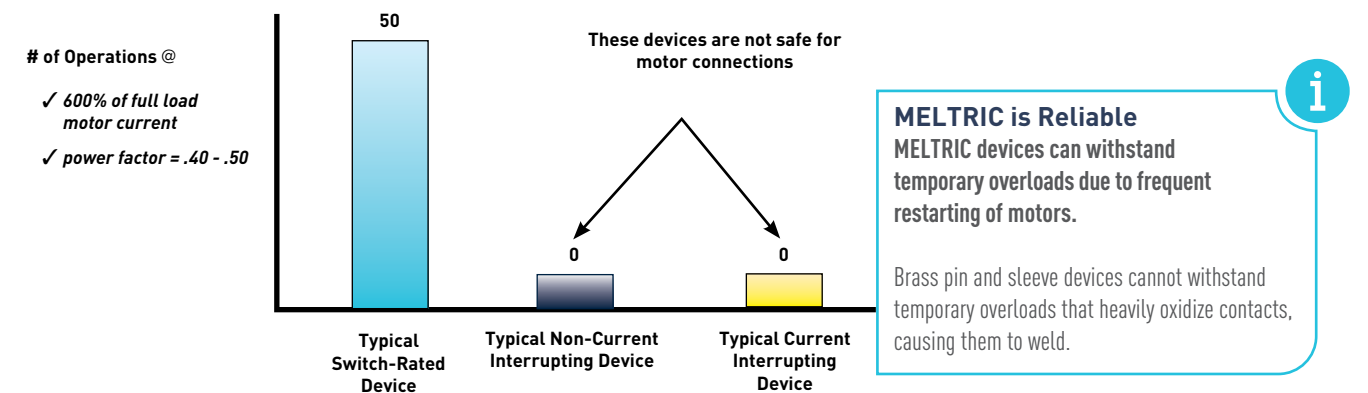 # of Operations @
✓ 600% of full load
motor current
✓ power factor = .40 - .50
50
These devices are not safe for
motor connections
0
0
Typical
Switch-Rated
Device
Typical Non-Current
Interrupting Device
Typical Current
Interrupting
Device
i
MELTRIC is Reliable
MELTRIC devices can withstand
temporary overloads due to frequent
restarting of motors.
Brass pin and sleeve devices cannot withstand
temporary overloads that heavily oxidize contacts,
causing them to weld.